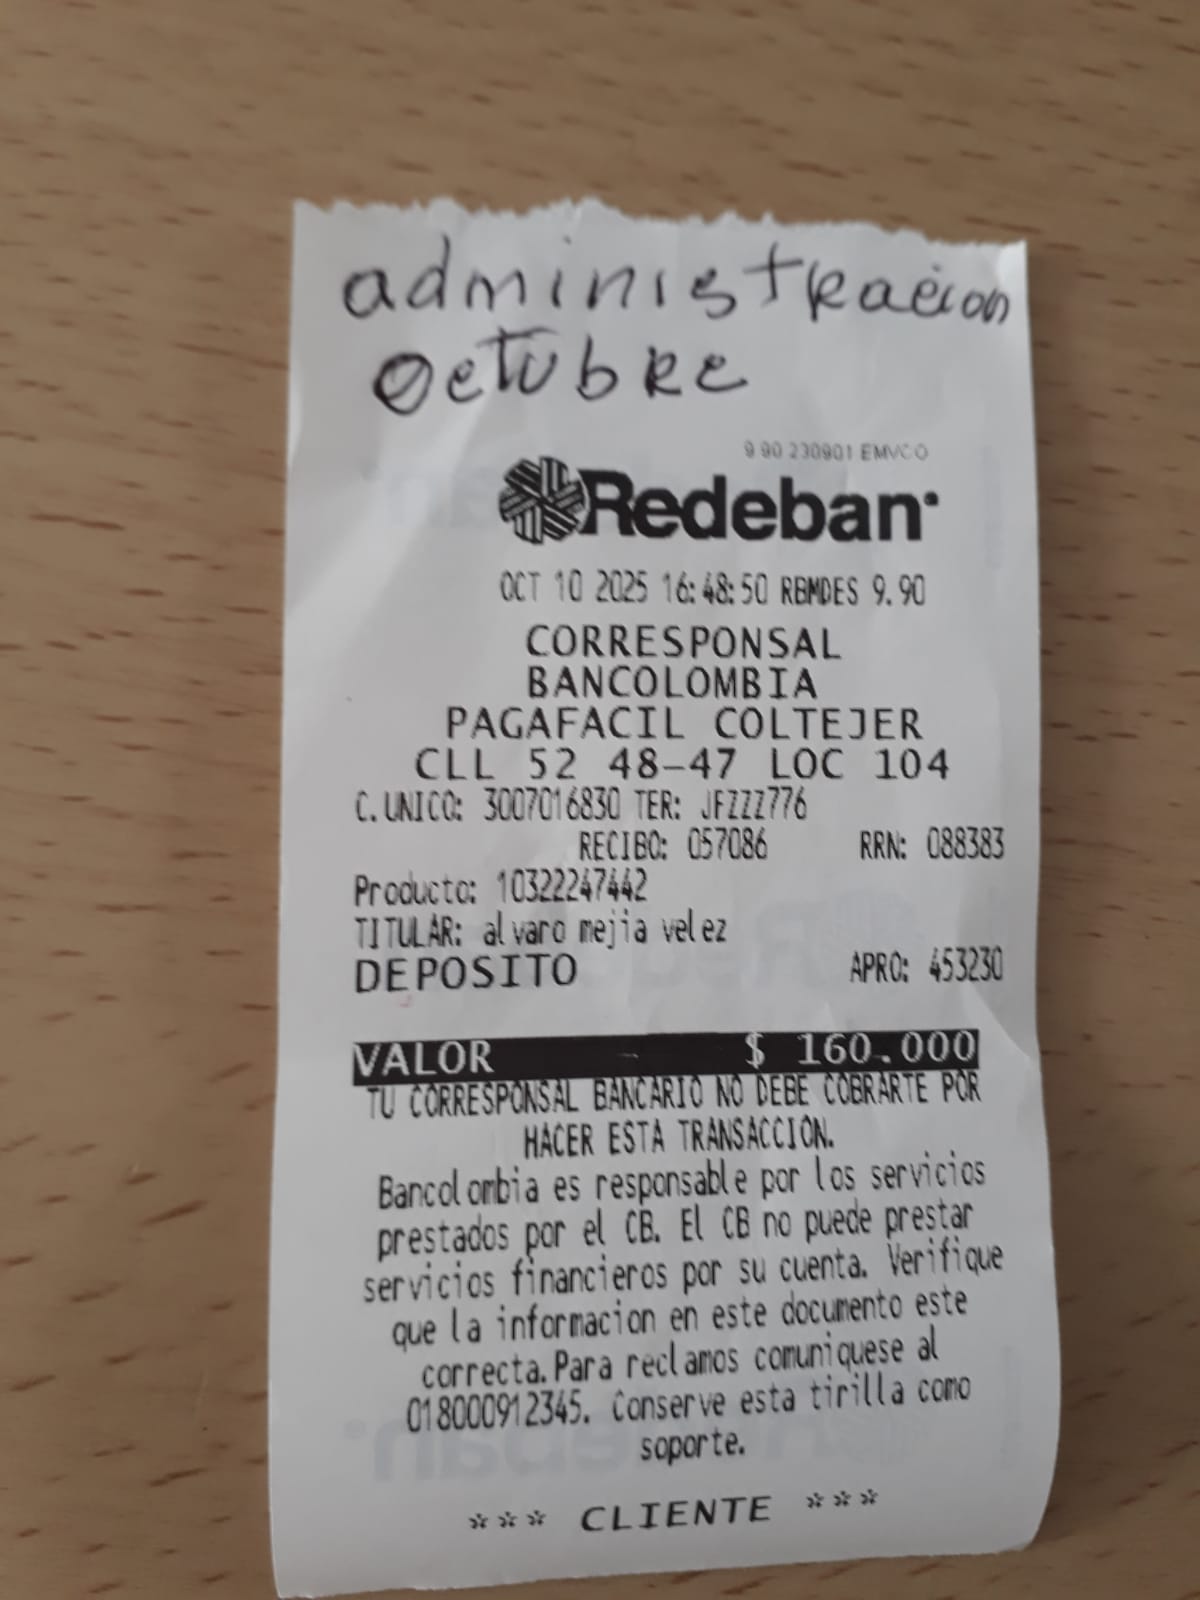 administracion
octubre
9 90 230901 EMVCO
Redeban
OCT 10 2025 16:48:50 RBMDES 9.90
CORRESPONSAL
BANCOLOMBIA
PAGAFACIL COLTEJER
CLL 52 48-47 LOC 104
C.UNICO: 3007016830 TER: JFZZZ776
RECIBO: 057086 RRN: 088383
Producto: 10322247442
TITULAR: alvaro mejia velez
DEPOSITO APRO: 453230
VALOR $ 160.000
TU CORRESPONSAL BANCARIO NO DEBE COBRARTE POR
HACER ESTA TRANSACCION.
Bancolombia es responsable por los servicios
prestados por el CB. El CB no puede prestar
servicios financieros por su cuenta. Verifique
que la informacion en este documento este
correcta.Para reclamos comuniquese al
018000912345. Conserve esta tirilla como
soporte.
*** CLIENTE ***